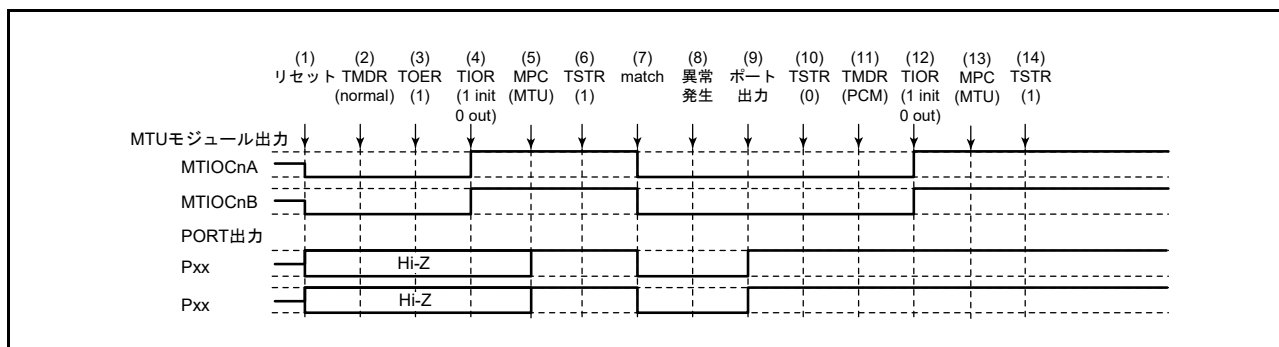 (1) (2) (3) (4) (5) (6) (7) (8) (9) (10) (11) (12) (13) (14)
リセット TMDR TOER TIOR MPC TSTR match 異常 ポート TSTR TMDR TIOR MPC TSTR
(normal) (1) (1 init (MTU) (1) 発生 出力 (0) (PCM) (1 init (MTU) (1)
0 out) 0 out)
MTUモジュール出力
MTIOCnA
MTIOCnB
PORT出力
Pxx Hi-Z
Pxx Hi-Z